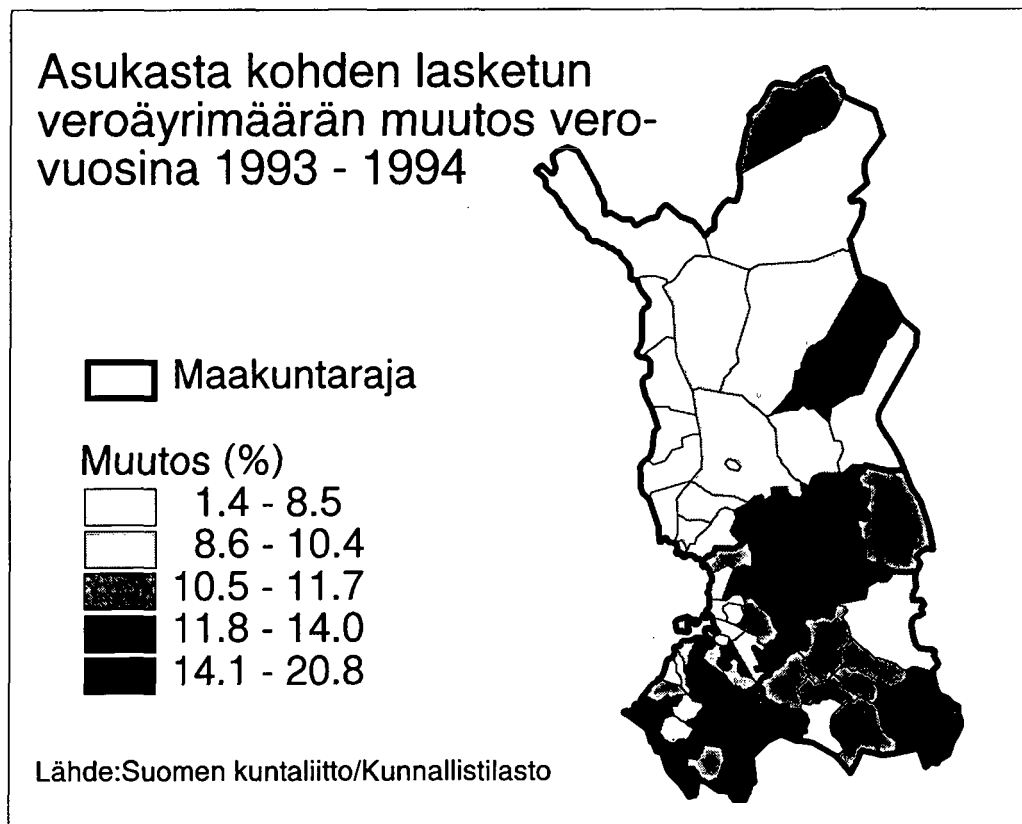 Asukasta kohden lasketun
veroäyrimäärän muutos vero-
vuosina 1993 - 1994
Maakuntaraja
Muutos (%)
1.4 - 8.5
8.6 - 10.4
10.5 - 11.7
11.8 - 14.0
14.1 - 20.8
Lähde:Suomen kuntaliitto/Kunnallistilasto